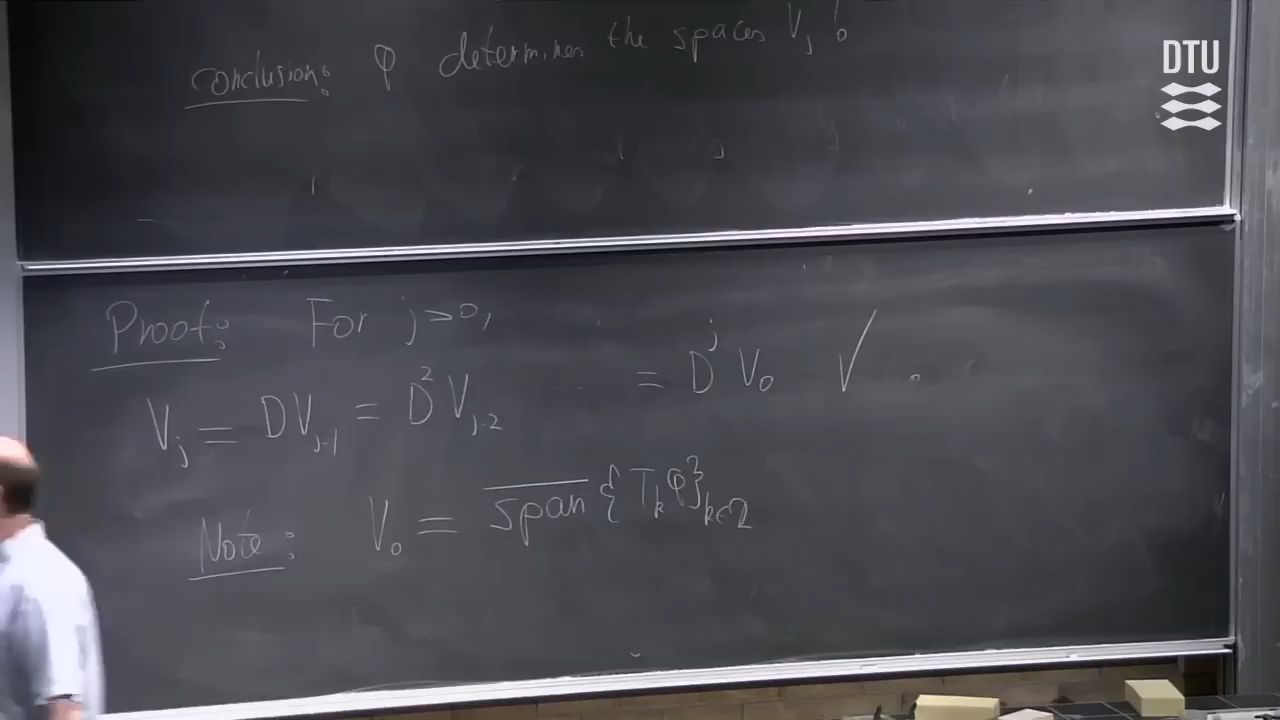 Conclusion: φ determines the spaces V_j !
DTU
Proof: For j>0,
V_j = DV_{j-1} = D^2 V_{j-2} ... = D^j V_0 ✓.
Note: V_0 = \overline{span} {T_k φ}_{k∈ℤ}